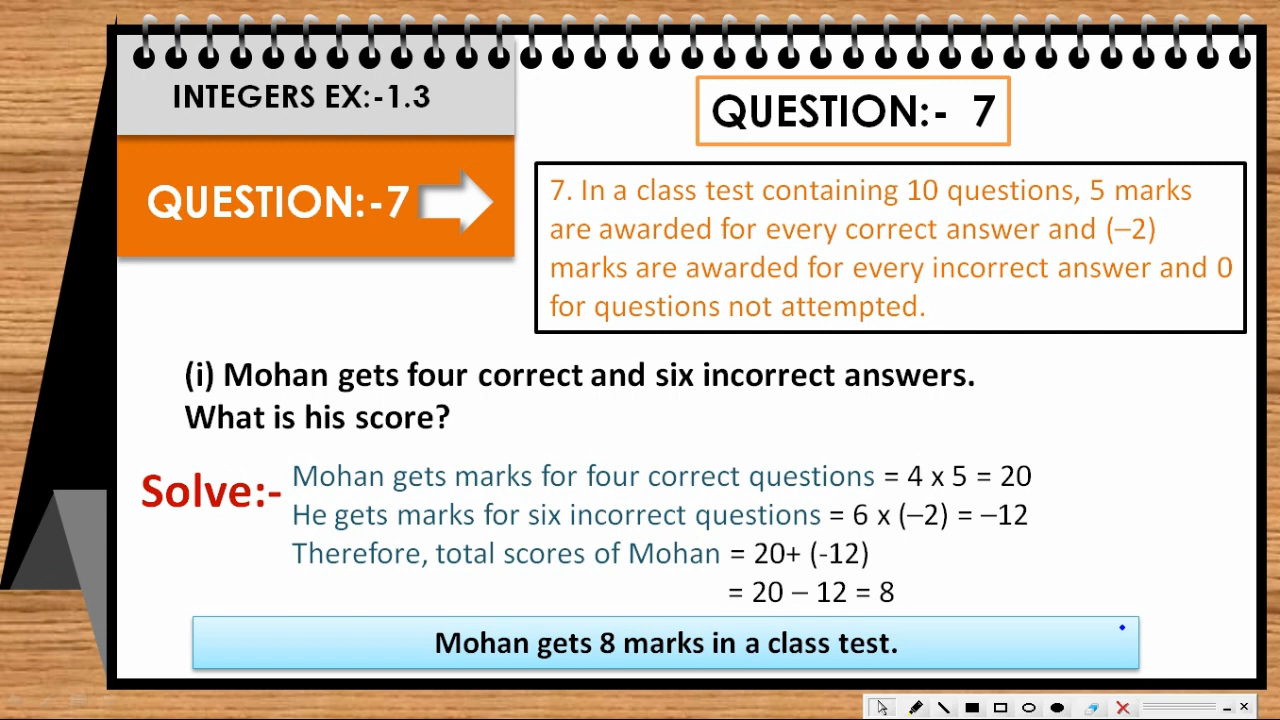 INTEGERS EX:-1.3
QUESTION:-7
QUESTION:- 7
7. In a class test containing 10 questions, 5 marks
are awarded for every correct answer and (–2)
marks are awarded for every incorrect answer and 0
for questions not attempted.
(i) Mohan gets four correct and six incorrect answers.
What is his score?
Solve:-
Mohan gets marks for four correct questions = 4 x 5 = 20
He gets marks for six incorrect questions = 6 x (–2) = –12
Therefore, total scores of Mohan = 20+ (-12)
= 20 – 12 = 8
Mohan gets 8 marks in a class test.